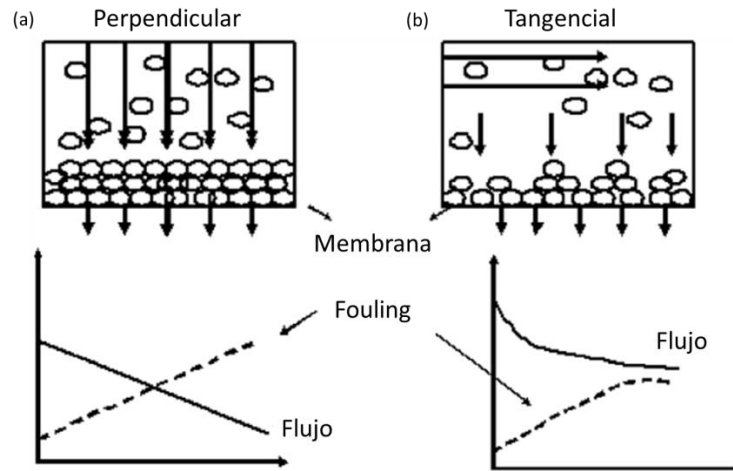 (a) Perpendicular
(b) Tangencial
Membrana
Fouling
Flujo
Flujo